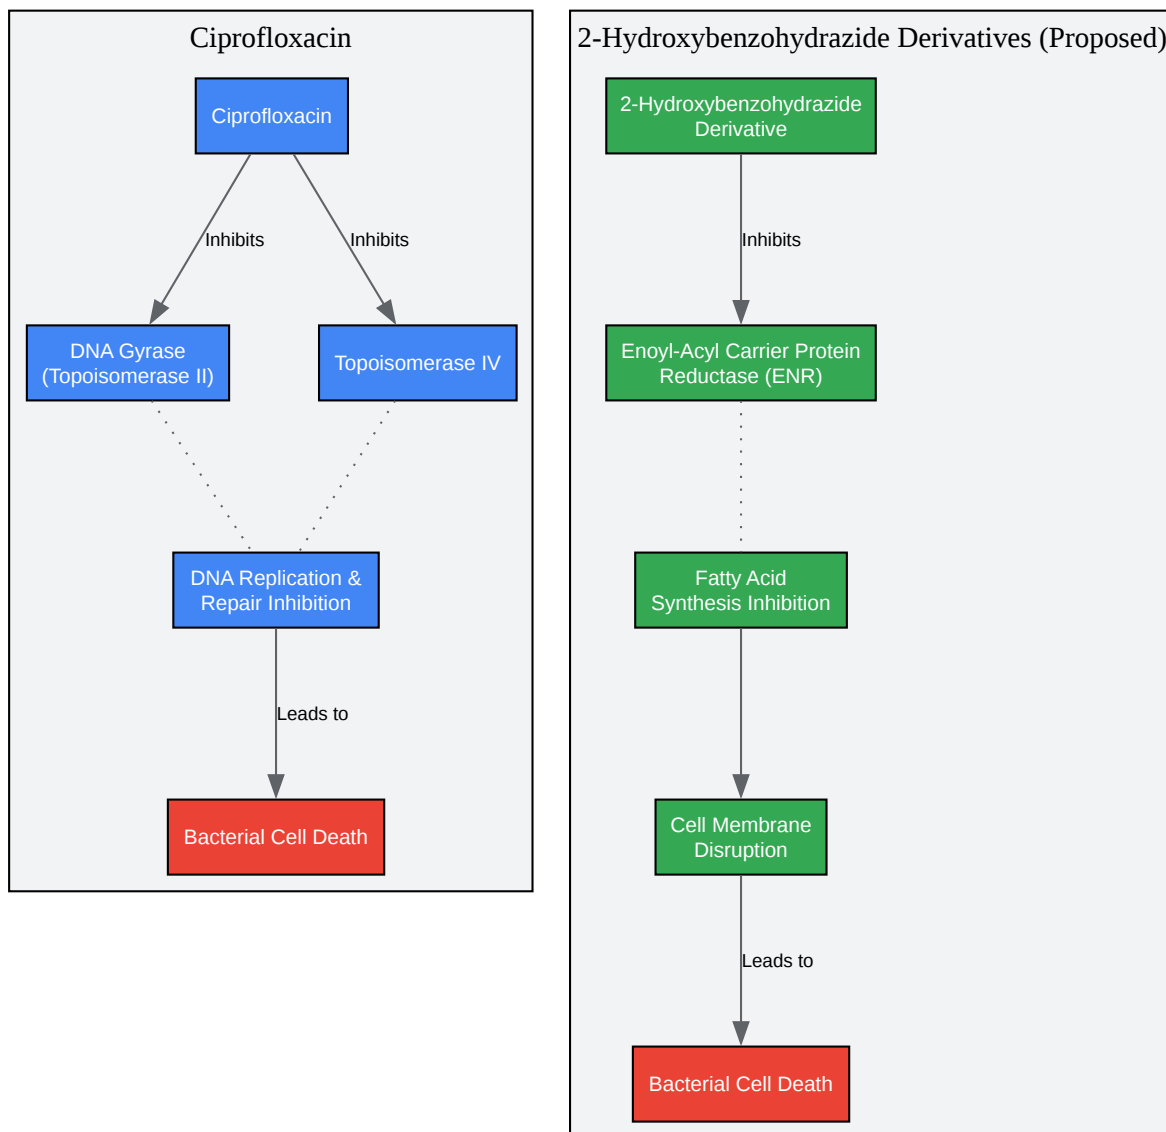 Ciprofloxacin
Ciprofloxacin
Inhibits
Inhibits
DNA Gyrase
(Topoisomerase II)
Topoisomerase IV
DNA Replication &
Repair Inhibition
Leads to
Bacterial Cell Death
2-Hydroxybenzohydrazide Derivatives (Proposed)
2-Hydroxybenzohydrazide
Derivative
Inhibits
Enoyl-Acyl Carrier Protein
Reductase (ENR)
Fatty Acid
Synthesis Inhibition
Cell Membrane
Disruption
Leads to
Bacterial Cell Death